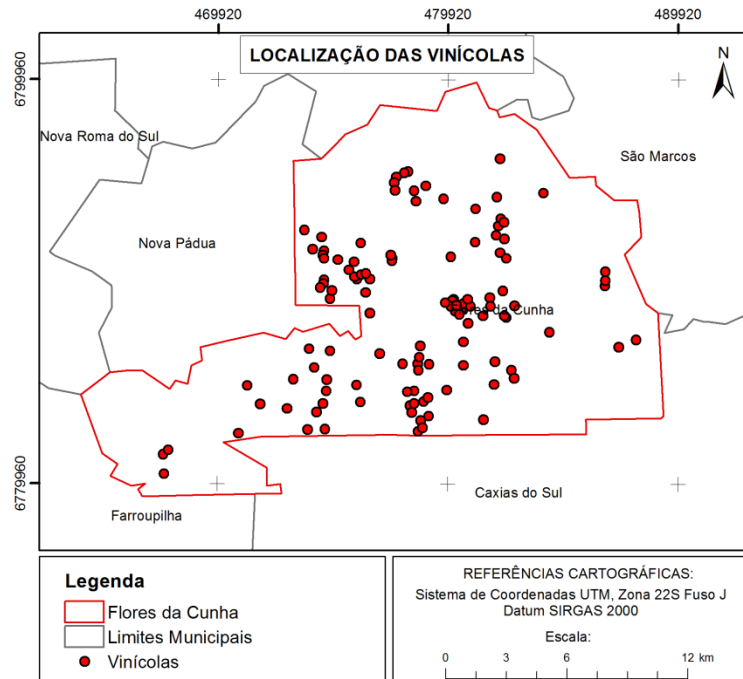 469920 479920 489920
LOCALIZAÇÃO DAS VINÍCOLAS
N
6799960
Nova Roma do Sul
São Marcos
Nova Pádua
Flores da Cunha
6779960
Caxias do Sul
Farroupilha
Legenda
Flores da Cunha
Limites Municipais
Vinícolas
REFERÊNCIAS CARTOGRÁFICAS:
Sistema de Coordenadas UTM, Zona 22S Fuso J
Datum SIRGAS 2000
Escala:
0 3 6 12 km